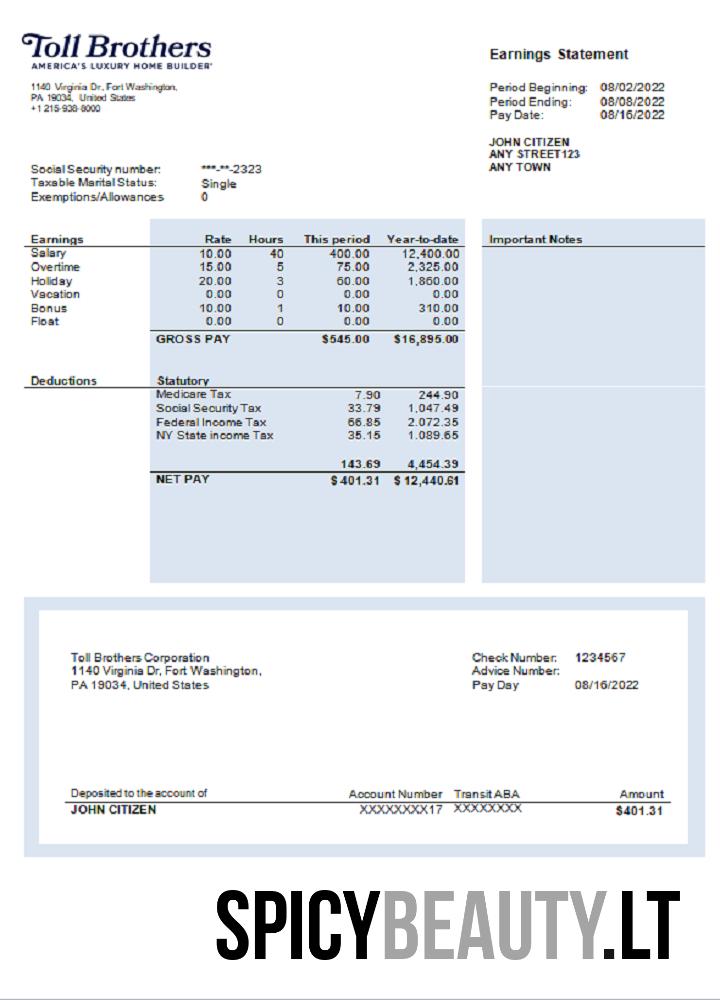 Toll Brothers
AMERICA'S LUXURY HOME BUILDER®
1140 Virginia Dr, Fort Washington,
PA 19034, United States
+1 215-938-8000
Earnings Statement
Period Beginning: 08/02/2022
Period Ending: 08/08/2022
Pay Date: 08/16/2022
JOHN CITIZEN
ANY STREET123
ANY TOWN
Social Security number: ***-**-2323
Taxable Marital Status: Single
Exemptions/Allowances 0
Earnings Rate Hours This period Year-to-date
Salary 10.00 40 400.00 12,400.00
Overtime 15.00 5 75.00 2,325.00
Holiday 20.00 3 60.00 1,860.00
Vacation 0.00 0 0.00 0.00
Bonus 10.00 1 10.00 310.00
Float 0.00 0 0.00 0.00
GROSS PAY $545.00 $16,895.00
Important Notes
Deductions Statutory
Medicare Tax 7.90 244.90
Social Security Tax 33.79 1,047.49
Federal Income Tax 66.85 2,072.35
NY State income Tax 35.15 1.089.65
143.69 4,454.39
NET PAY $ 401.31 $ 12,440.61
Toll Brothers Corporation
1140 Virginia Dr, Fort Washington,
PA 19034, United States
Check Number: 1234567
Advice Number:
Pay Day 08/16/2022
Deposited to the account of Account Number Transit ABA Amount
JOHN CITIZEN XXXXXXXX17 XXXXXXXX $401.31
SPICYBEAUTY.LT